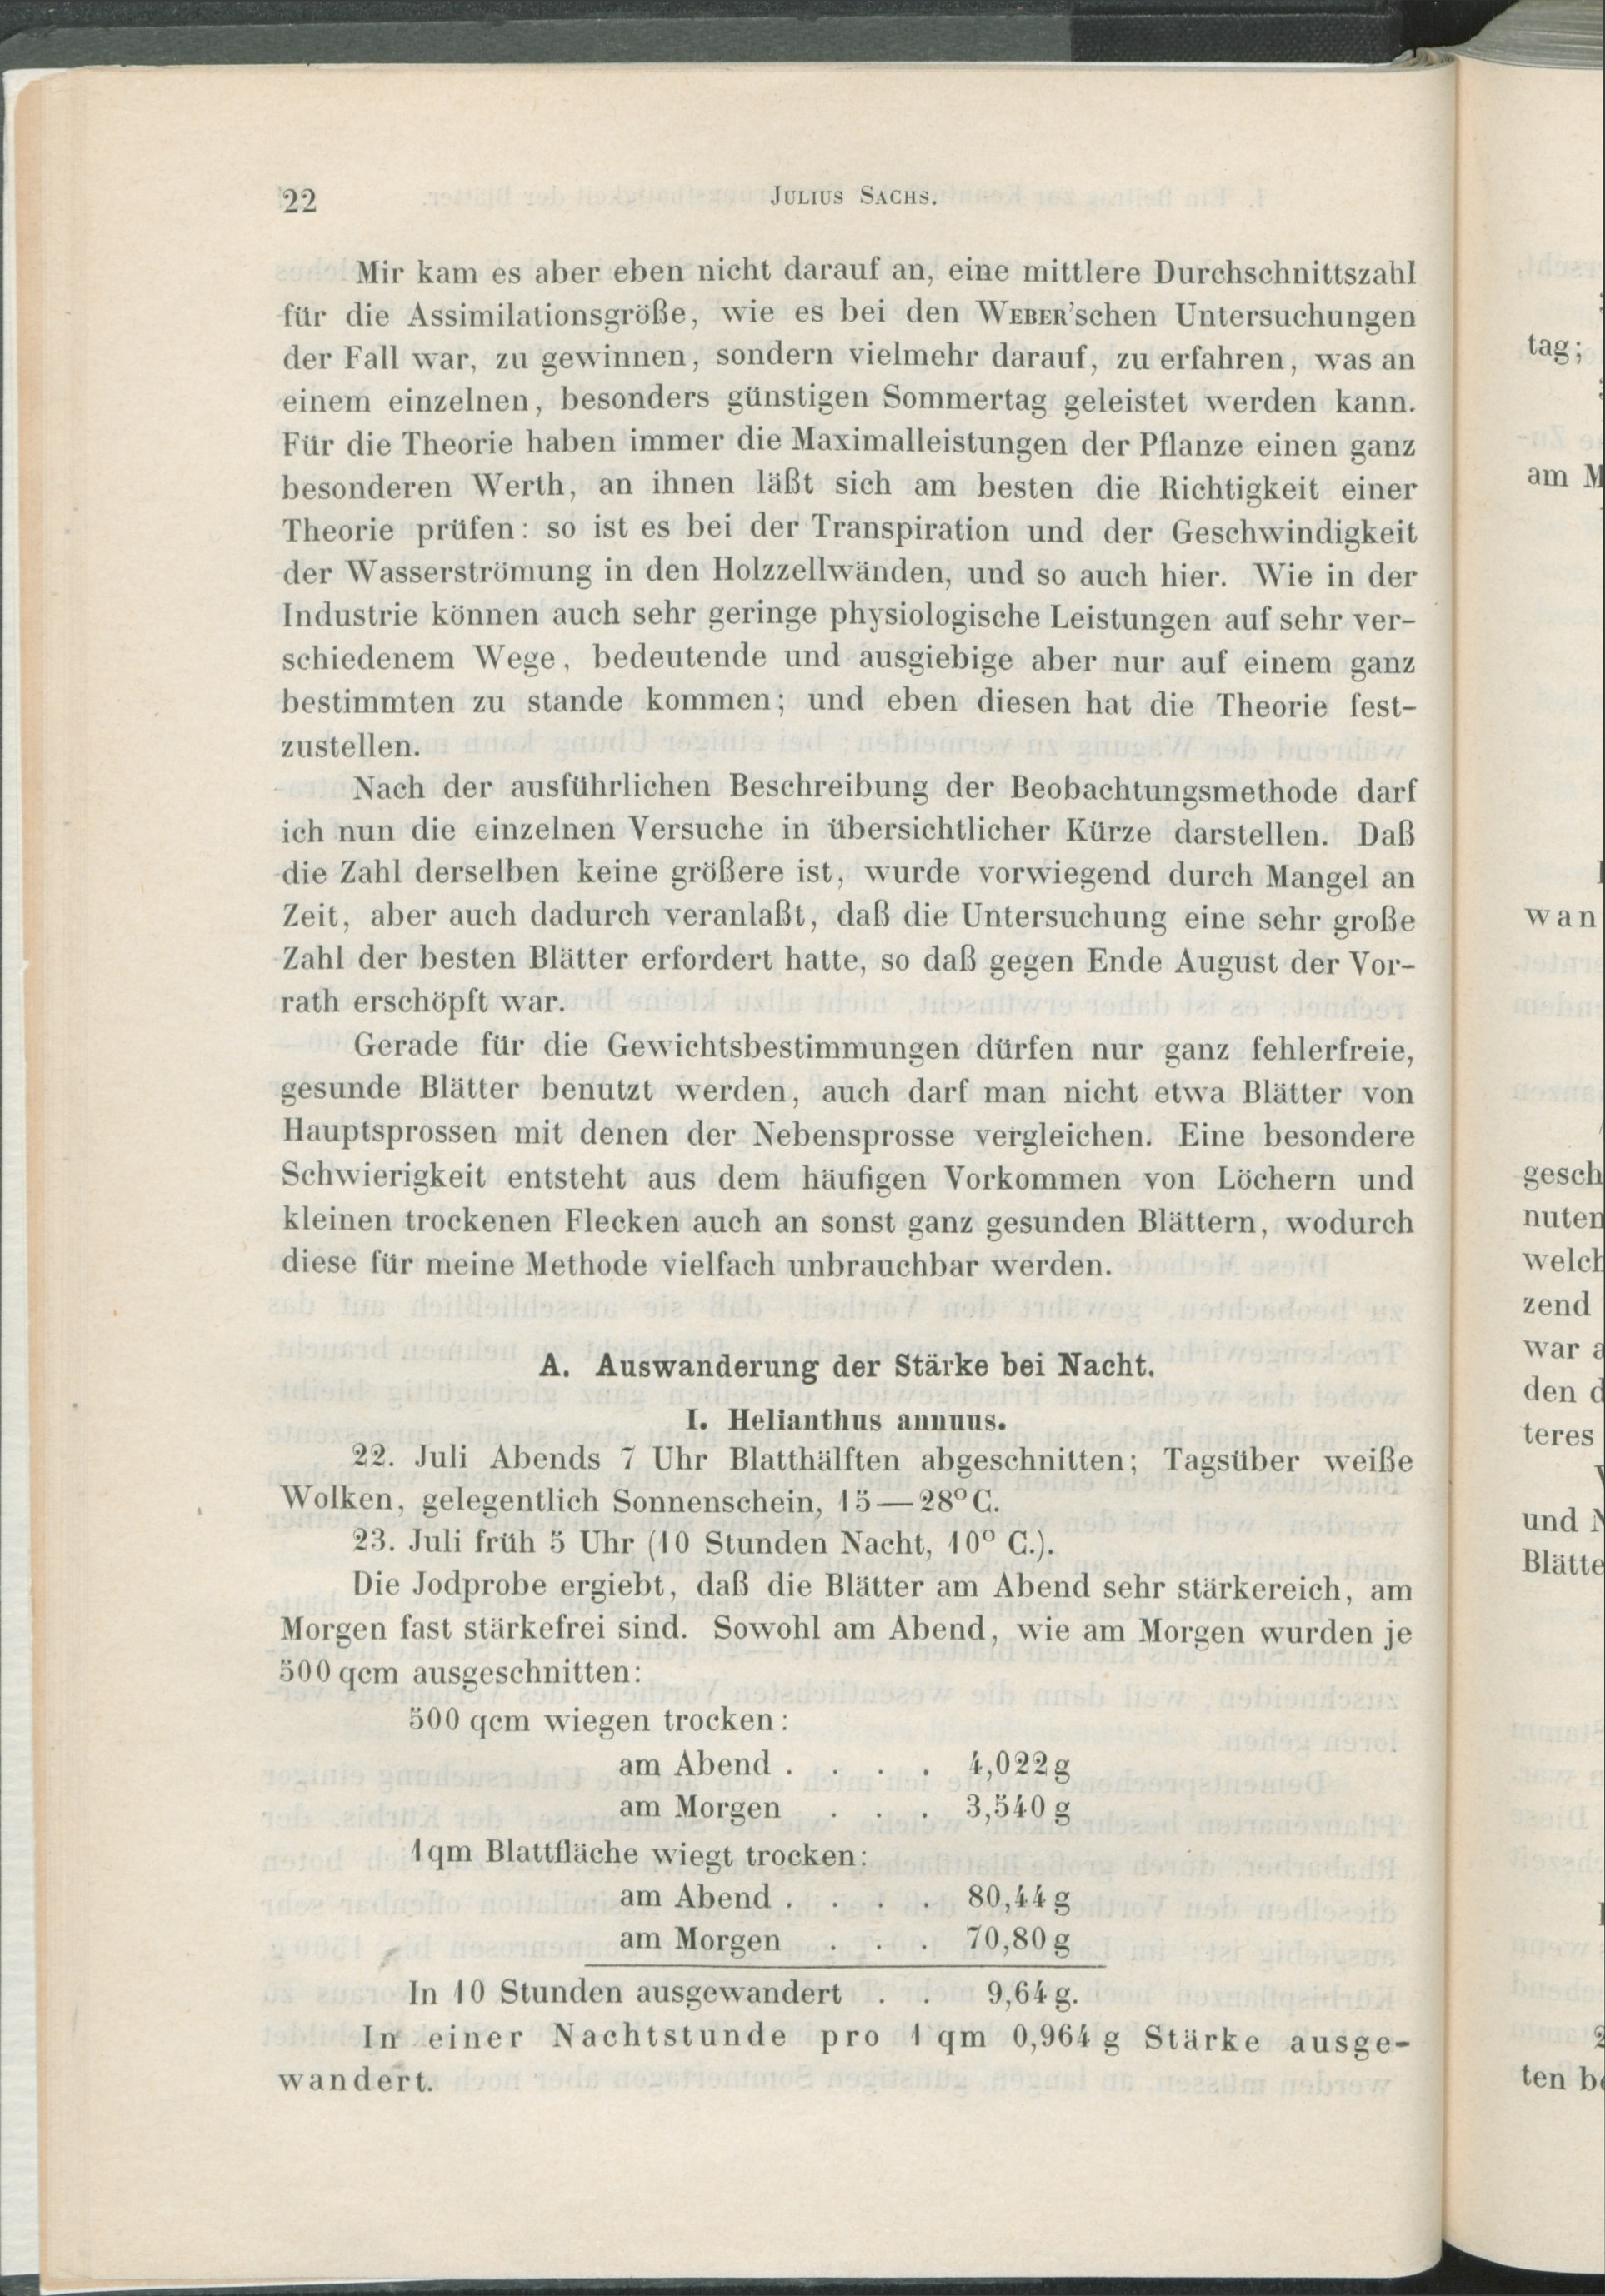 22
JULIUS SACHS.
Mir kam es aber eben nicht darauf an, eine mittlere Durchschnittszahl
für die Assimilationsgröße, wie es bei den WEBER'schen Untersuchungen
der Fall war, zu gewinnen, sondern vielmehr darauf, zu erfahren, was an
einem einzelnen, besonders günstigen Sommertag geleistet werden kann.
Für die Theorie haben immer die Maximalleistungen der Pflanze einen ganz
besonderen Werth, an ihnen läßt sich am besten die Richtigkeit einer
Theorie prüfen: so ist es bei der Transpiration und der Geschwindigkeit
der Wasserströmung in den Holzzellwänden, und so auch hier. Wie in der
Industrie können auch sehr geringe physiologische Leistungen auf sehr ver-
schiedenem Wege, bedeutende und ausgiebige aber nur auf einem ganz
bestimmten zu stande kommen; und eben diesen hat die Theorie fest-
zustellen.
Nach der ausführlichen Beschreibung der Beobachtungsmethode darf
ich nun die einzelnen Versuche in übersichtlicher Kürze darstellen. Daß
die Zahl derselben keine größere ist, wurde vorwiegend durch Mangel an
Zeit, aber auch dadurch veranlaßt, daß die Untersuchung eine sehr große
Zahl der besten Blätter erfordert hatte, so daß gegen Ende August der Vor-
rath erschöpft war.
Gerade für die Gewichtsbestimmungen dürfen nur ganz fehlerfreie,
gesunde Blätter benutzt werden, auch darf man nicht etwa Blätter von
Hauptsprossen mit denen der Nebensprosse vergleichen. Eine besondere
Schwierigkeit entsteht aus dem häufigen Vorkommen von Löchern und
kleinen trockenen Flecken auch an sonst ganz gesunden Blättern, wodurch
diese für meine Methode vielfach unbrauchbar werden.
A. Auswanderung der Stärke bei Nacht.
I. Helianthus annuus.
22. Juli Abends 7 Uhr Blatthälften abgeschnitten; Tagsüber weiße
Wolken, gelegentlich Sonnenschein, 15—28° C.
23. Juli früh 5 Uhr (10 Stunden Nacht, 10° C.).
Die Jodprobe ergiebt, daß die Blätter am Abend sehr stärkereich, am
Morgen fast stärkefrei sind. Sowohl am Abend, wie am Morgen wurden je
500 qcm ausgeschnitten:
500 qcm wiegen trocken:
am Abend . . . . 4,022 g
am Morgen . . . 3,540 g
1 qm Blattfläche wiegt trocken:
am Abend . . . . 80,44 g
am Morgen . . . 70,80 g
In 10 Stunden ausgewandert . . 9,64 g.
In einer Nachtstunde pro 1 qm 0,964 g Stärke ausge-
wandert.
tag;
am M
wan
gesch
nuten
welch
zend
war a
den d
teres
und N
Blätte
ten be